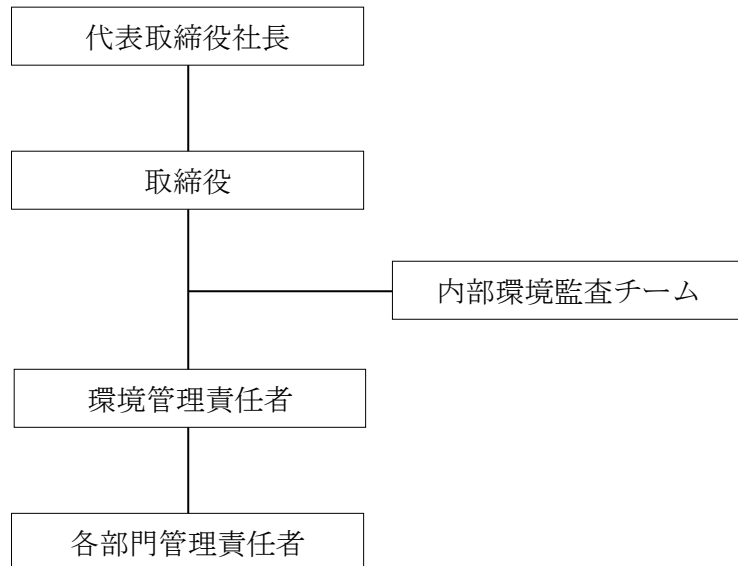 代表取締役社長
取締役
内部環境監査チーム
環境管理責任者
各部門管理責任者